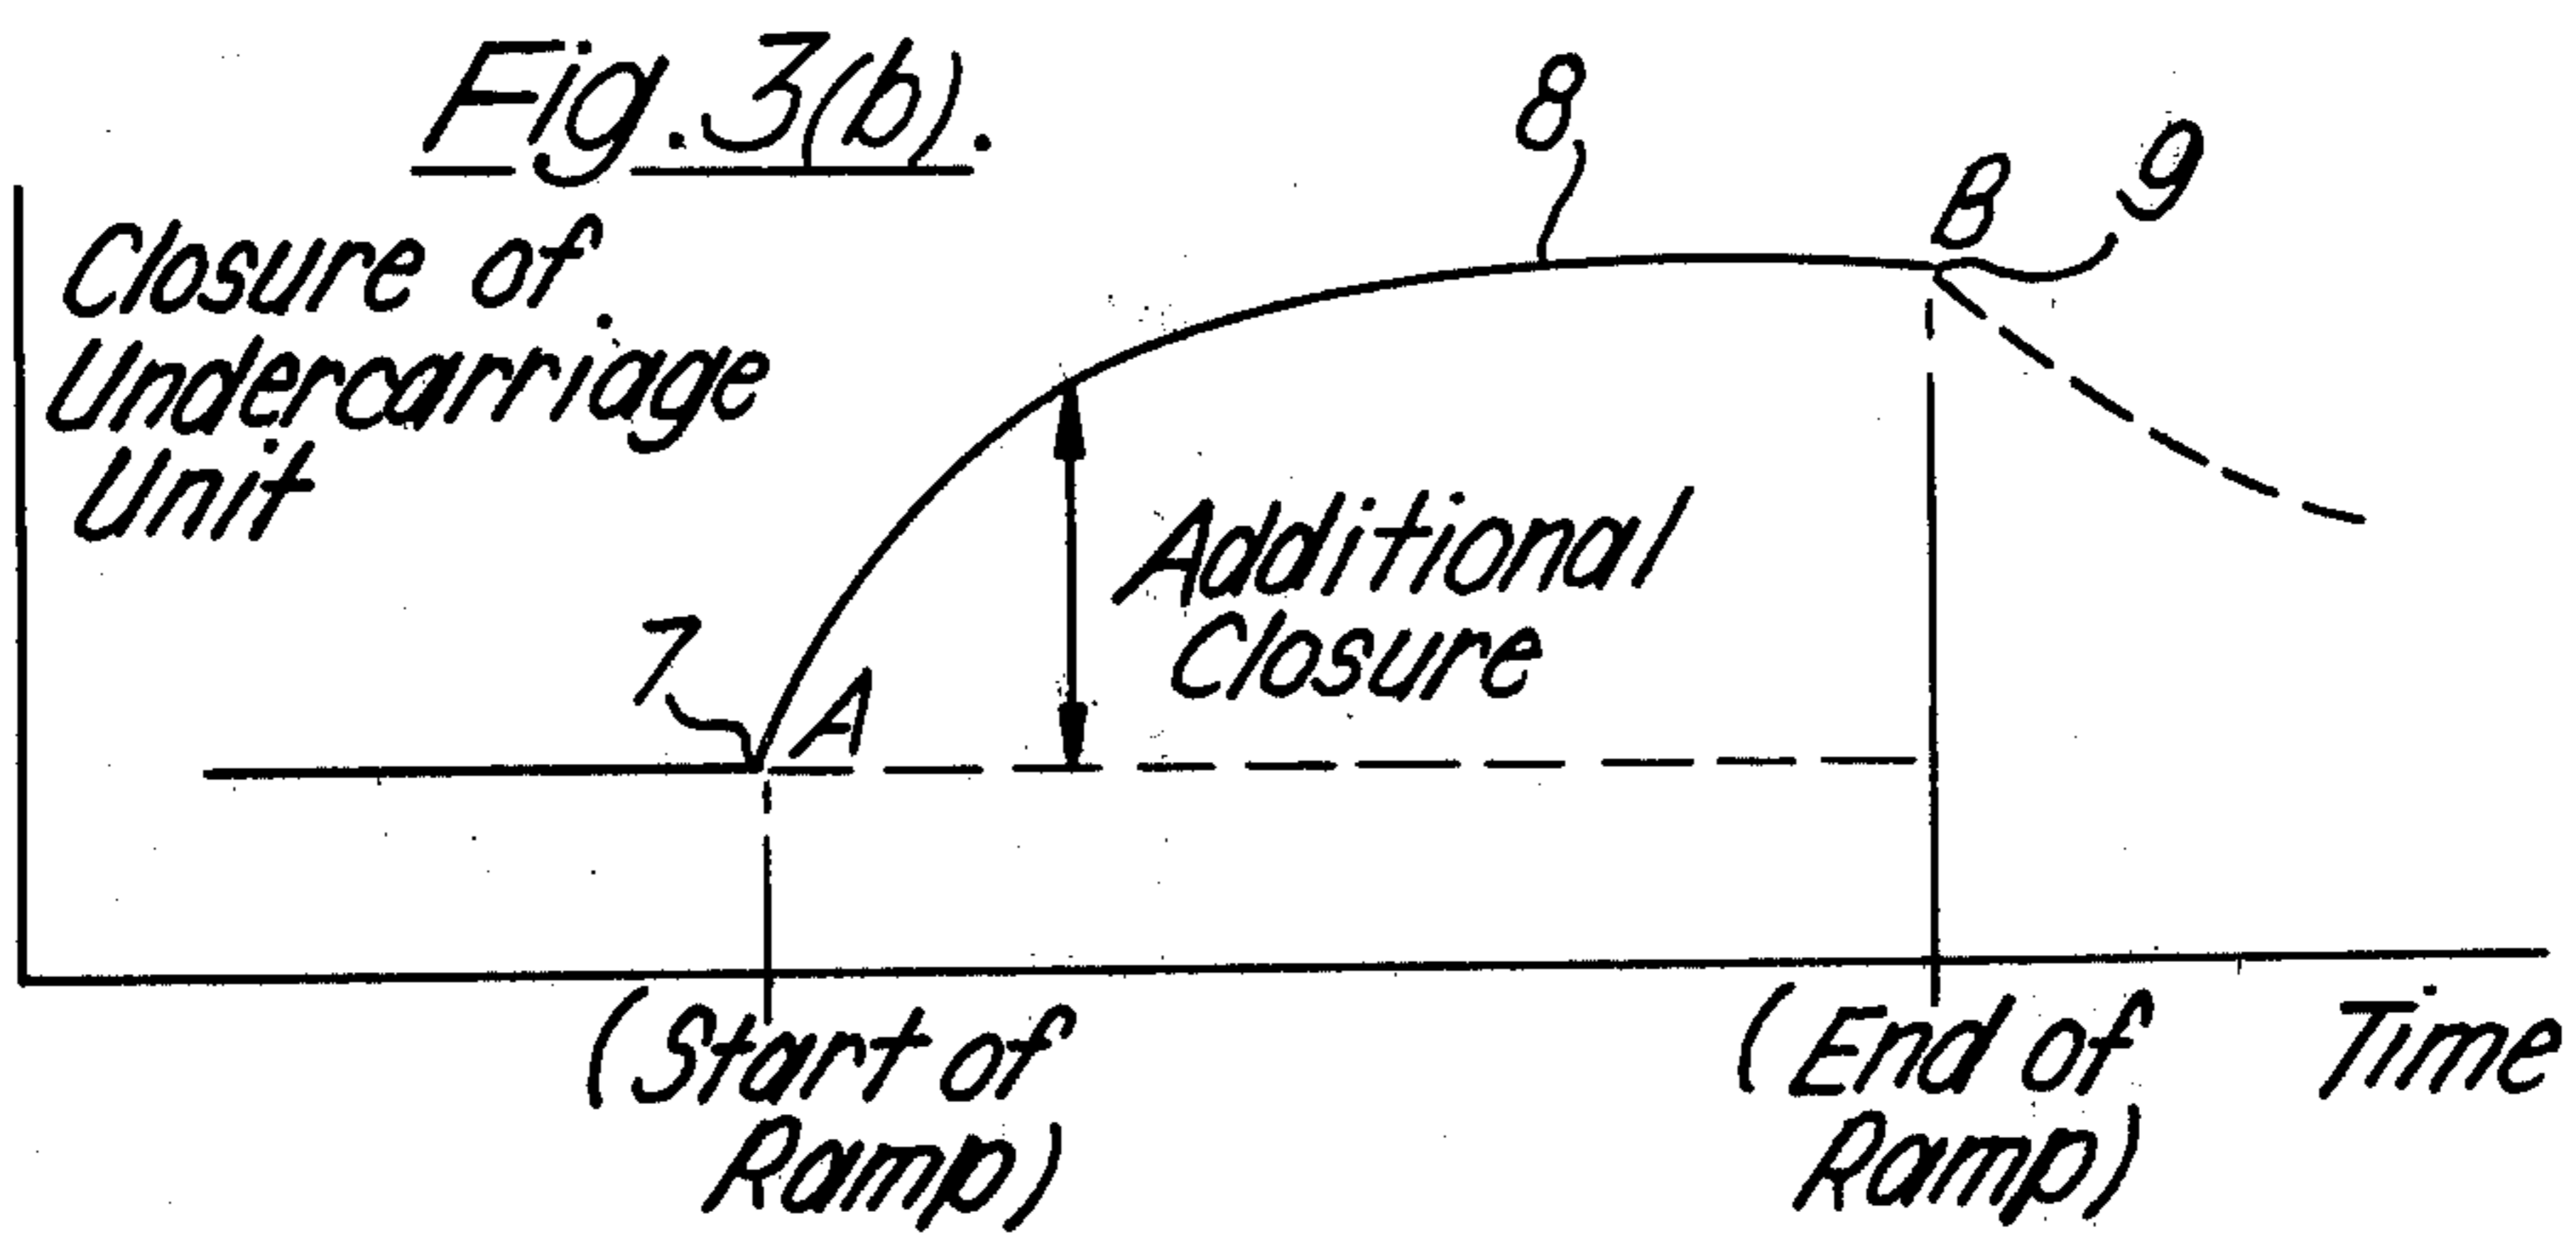 Fig. 3(b).
Closure of
Undercarriage
Unit
8
B
9
Additional
Closure
7
A
(Start of
Ramp)
(End of
Ramp)
Time